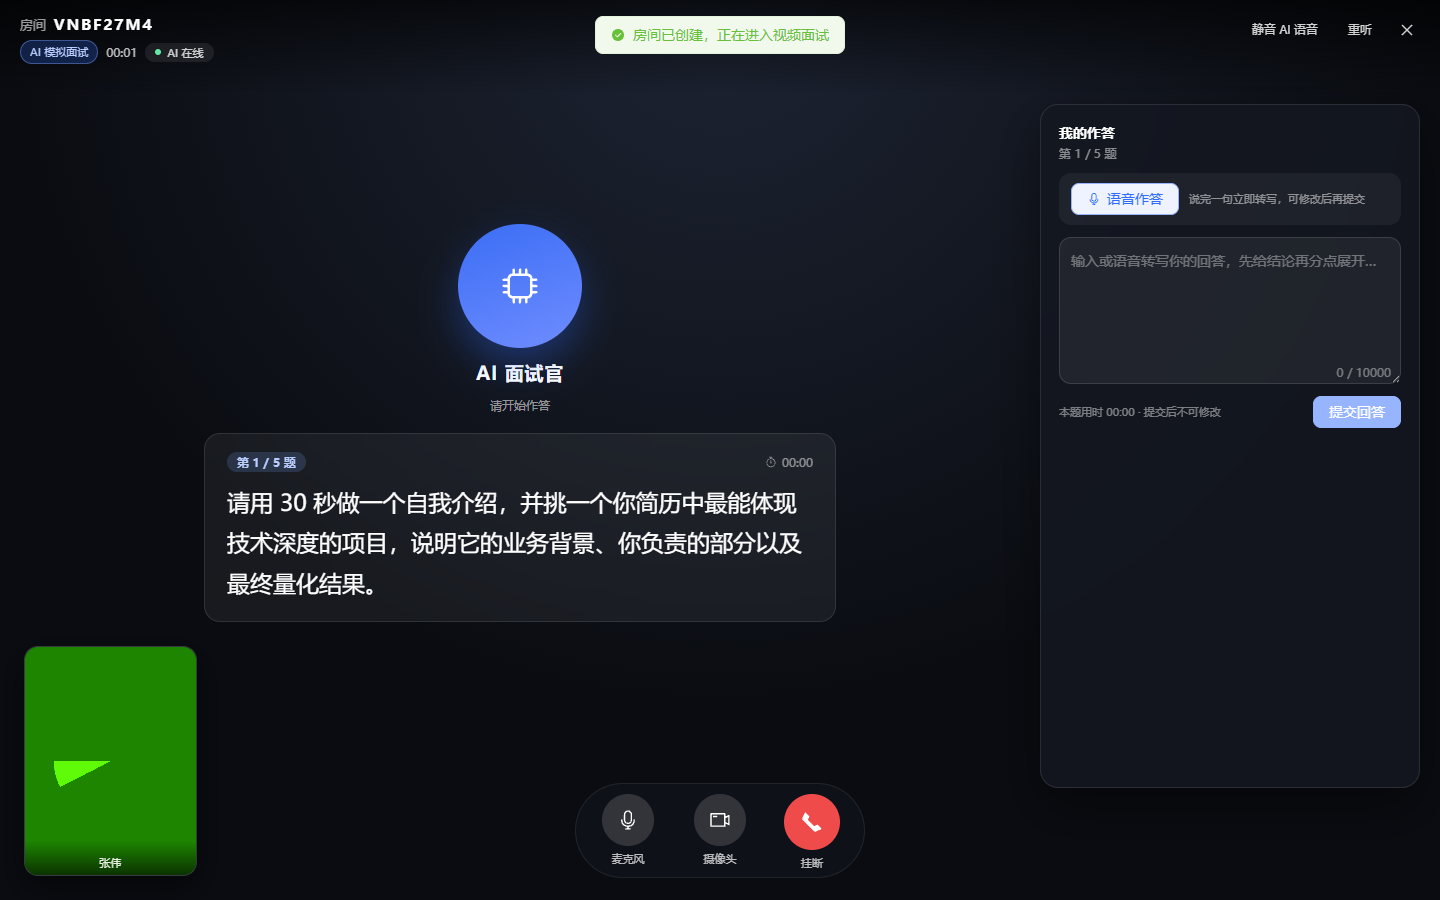 房间 VNBF27M4
AI 模拟面试 00:01 AI 在线
房间已创建，正在进入视频面试
静音 AI 语音 重听
AI 面试官
请开始作答
第 1 / 5 题 00:00
请用 30 秒做一个自我介绍，并挑一个你简历中最能体现
技术深度的项目，说明它的业务背景、你负责的部分以及
最终量化结果。
我的作答
第 1 / 5 题
语音作答 说完一句立即转写，可修改后再提交
输入或语音转写你的回答，先给结论再分点展开...
0 / 10000
本题用时 00:00 · 提交后不可修改 提交回答
张伟
麦克风 摄像头 挂断